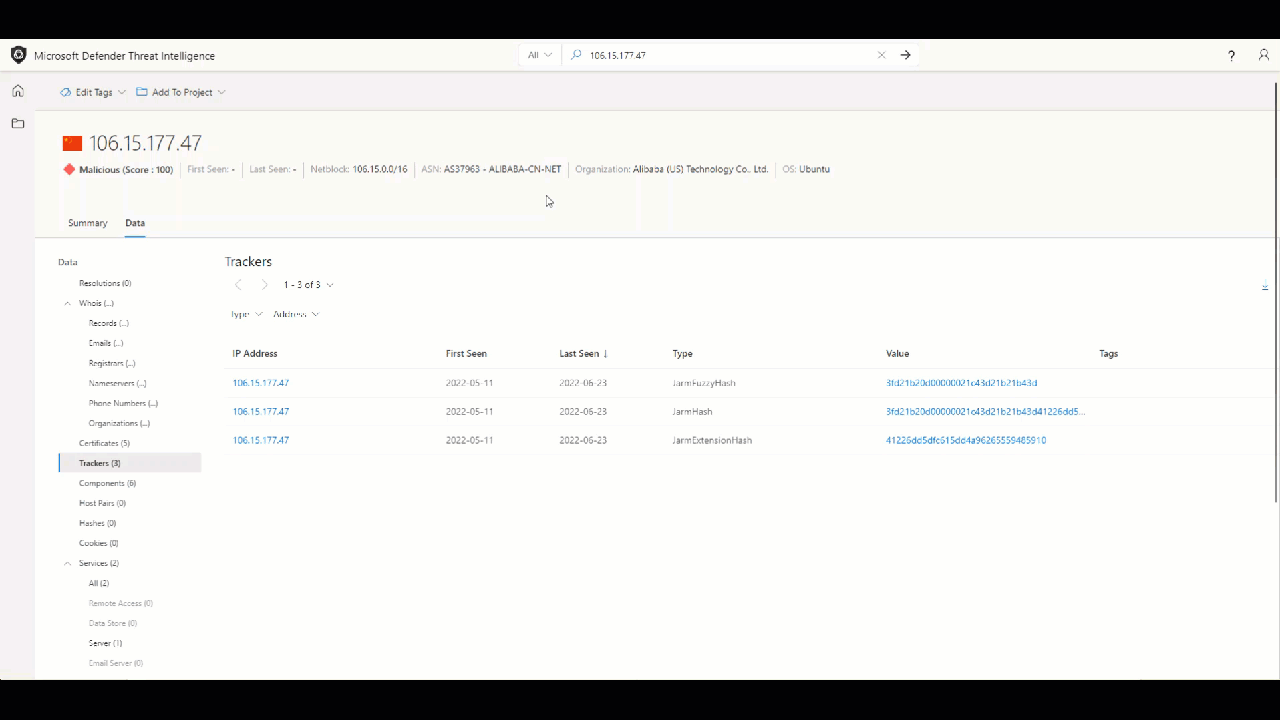 Microsoft Defender Threat Intelligence
All
106.15.177.47
?
Edit Tags
Add To Project
106.15.177.47
Malicious (Score : 100) First Seen: - Last Seen: - Netblock: 106.15.0.0/16 ASN: AS37963 - ALIBABA-CN-NET Organization: Alibaba (US) Technology Co., Ltd. OS: Ubuntu
Summary Data
Data
Resolutions (0)
Whois (...)
Records (...)
Emails (...)
Registrars (...)
Nameservers (...)
Phone Numbers (...)
Organizations (...)
Certificates (5)
Trackers (3)
Components (6)
Host Pairs (0)
Hashes (0)
Cookies (0)
Services (2)
All (2)
Remote Access (0)
Data Store (0)
Server (1)
Email Server (0)
Trackers
1 - 3 of 3
Type Address
IP Address First Seen Last Seen ↓ Type Value Tags
106.15.177.47 2022-05-11 2022-06-23 JarmFuzzyHash 3fd21b20d00000021c43d21b21b43d
106.15.177.47 2022-05-11 2022-06-23 JarmHash 3fd21b20d00000021c43d21b21b43d41226dd5...
106.15.177.47 2022-05-11 2022-06-23 JarmExtensionHash 41226dd5dfc615dd4a96265559485910